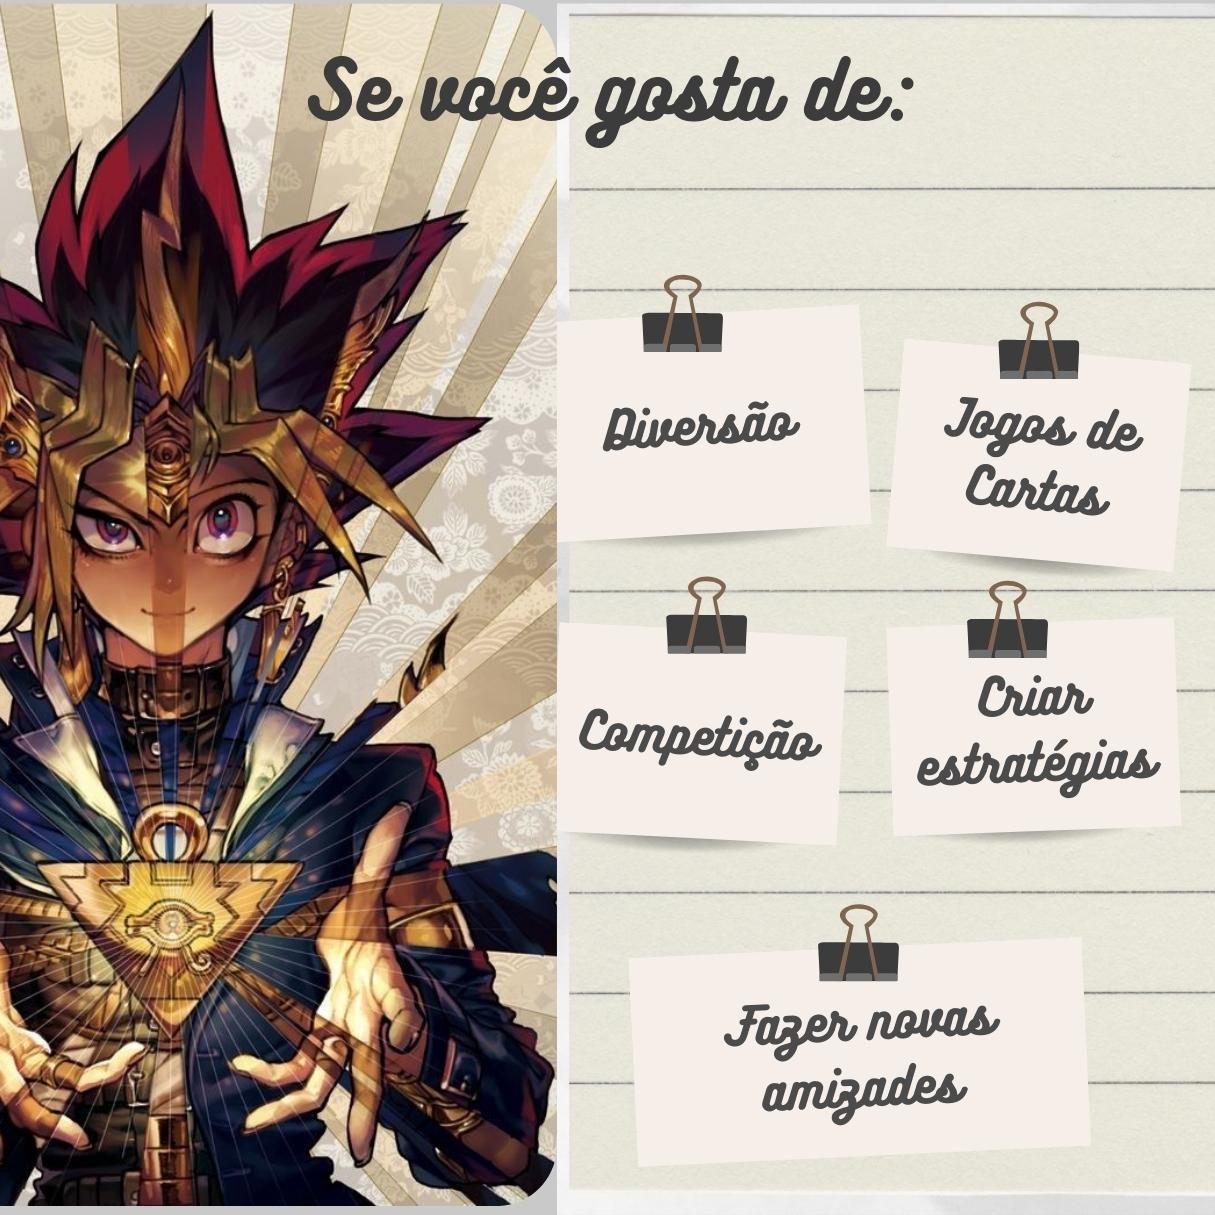 Se você gosta de:
Diversão
Jogos de
Cartas
Competição
Criar
estratégias
Fazer novas
amizades